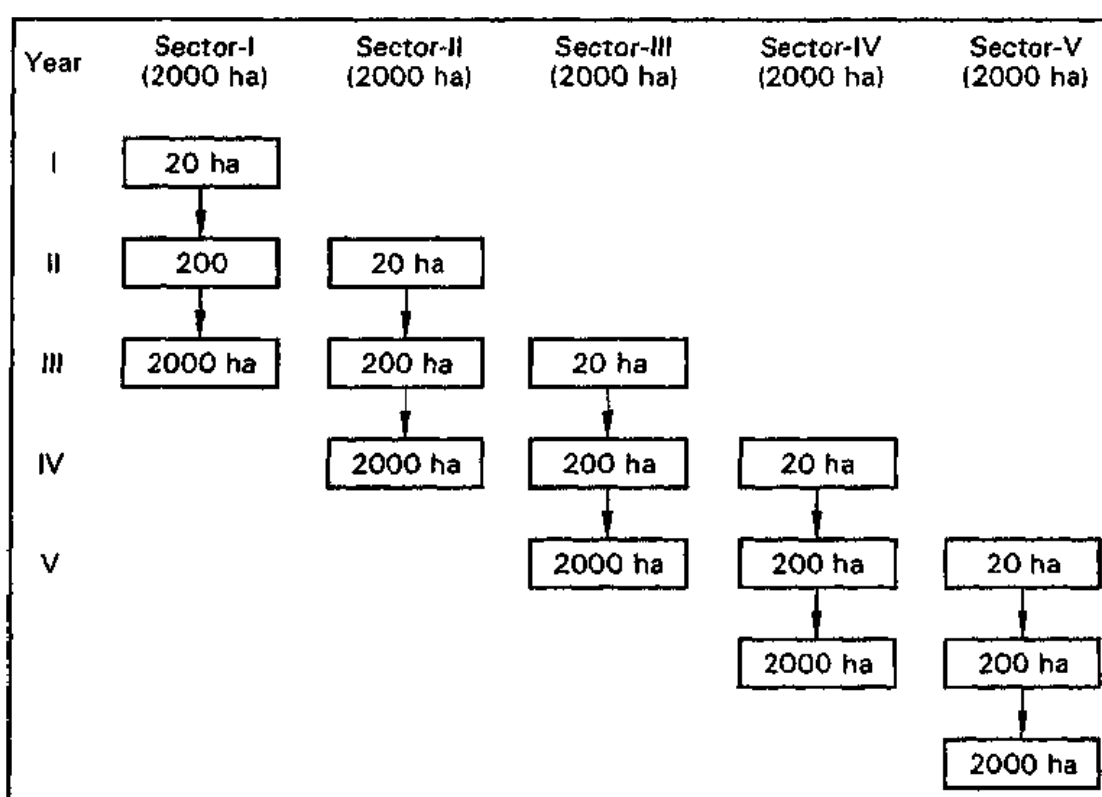 Year Sector-I Sector-II Sector-III Sector-IV Sector-V
(2000 ha) (2000 ha) (2000 ha) (2000 ha) (2000 ha)
I 20 ha
II 200 20 ha
III 2000 ha 200 ha 20 ha
IV 2000 ha 200 ha 20 ha
V 2000 ha 200 ha 20 ha
2000 ha 200 ha
2000 ha